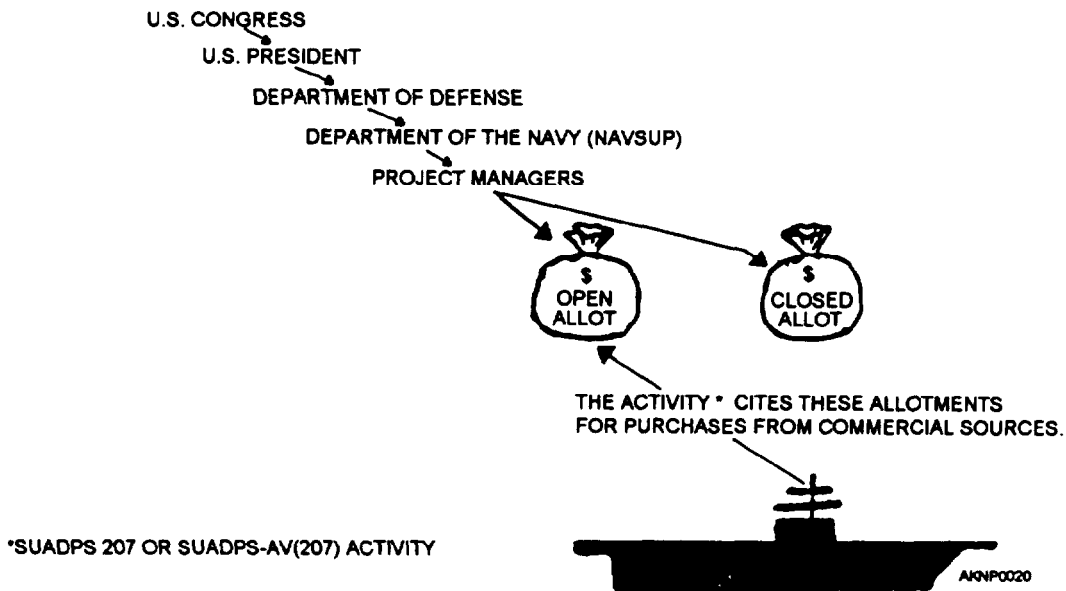 U.S. CONGRESS
U.S. PRESIDENT
DEPARTMENT OF DEFENSE
DEPARTMENT OF THE NAVY (NAVSUP)
PROJECT MANAGERS
$
OPEN
ALLOT
$
CLOSED
ALLOT
THE ACTIVITY * CITES THESE ALLOTMENTS
FOR PURCHASES FROM COMMERCIAL SOURCES.
*SUADPS 207 OR SUADPS-AV(207) ACTIVITY
AKNP0020